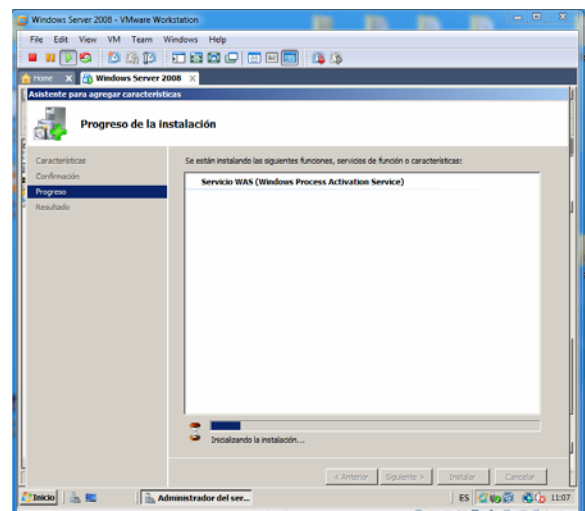 Windows Server 2008 - VMware Workstation
File Edit View VM Team Windows Help
Home X Windows Server 2008 X
Asistente para agregar características
Progreso de la instalación
Características
Confirmación
Progreso
Resultado
Se están instalando las siguientes funciones, servicios de función o características:
Servicio WAS (Windows Process Activation Service)
Inicializando la instalación...
< Anterior Siguiente > Instalar Cancelar
Inicio Administrador del ser... ES 11:07